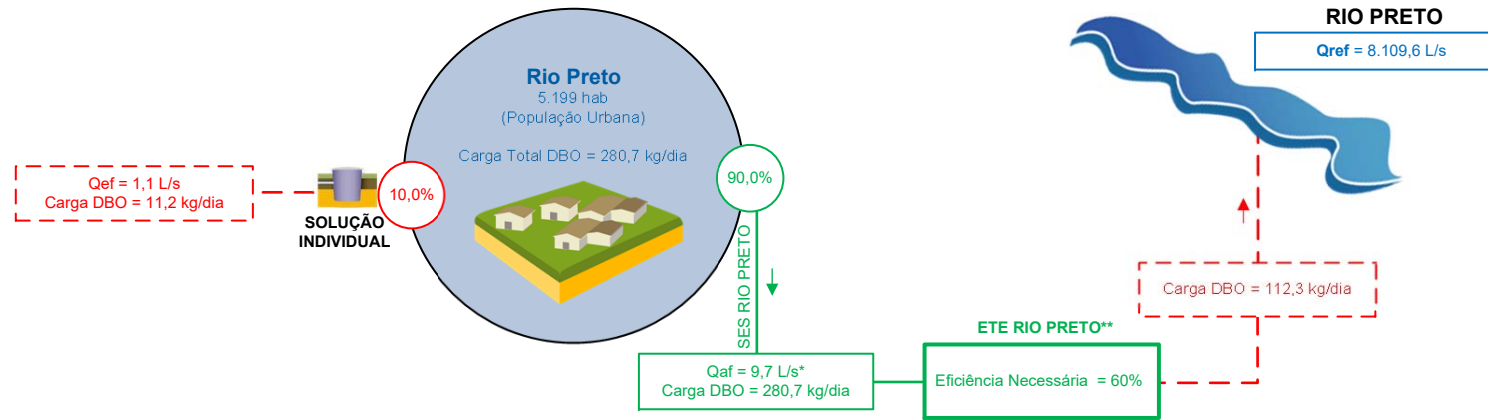 RIO PRETO
Qref = 8.109,6 L/s
Rio Preto
5.199 hab
(População Urbana)
Carga Total DBO = 280,7 kg/dia
Qef = 1,1 L/s
Carga DBO = 11,2 kg/dia
SOLUÇÃO
INDIVIDUAL
10,0%
90,0%
SES RIO PRETO
Qaf = 9,7 L/s*
Carga DBO = 280,7 kg/dia
ETE RIO PRETO**
Eficiência Necessária = 60%
Carga DBO = 112,3 kg/dia